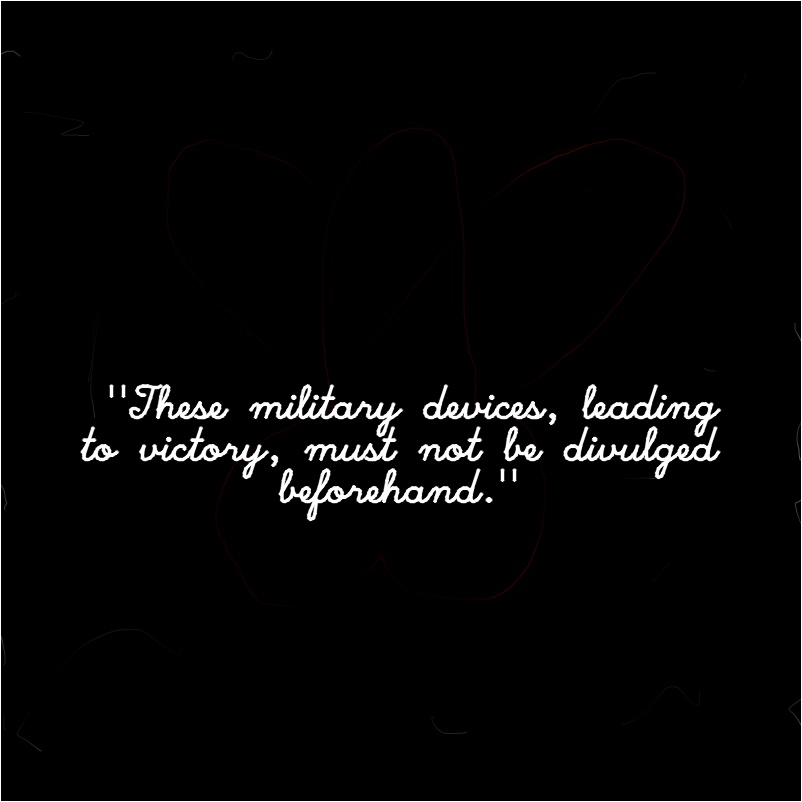 "These military devices, leading
to victory, must not be divulged
beforehand."